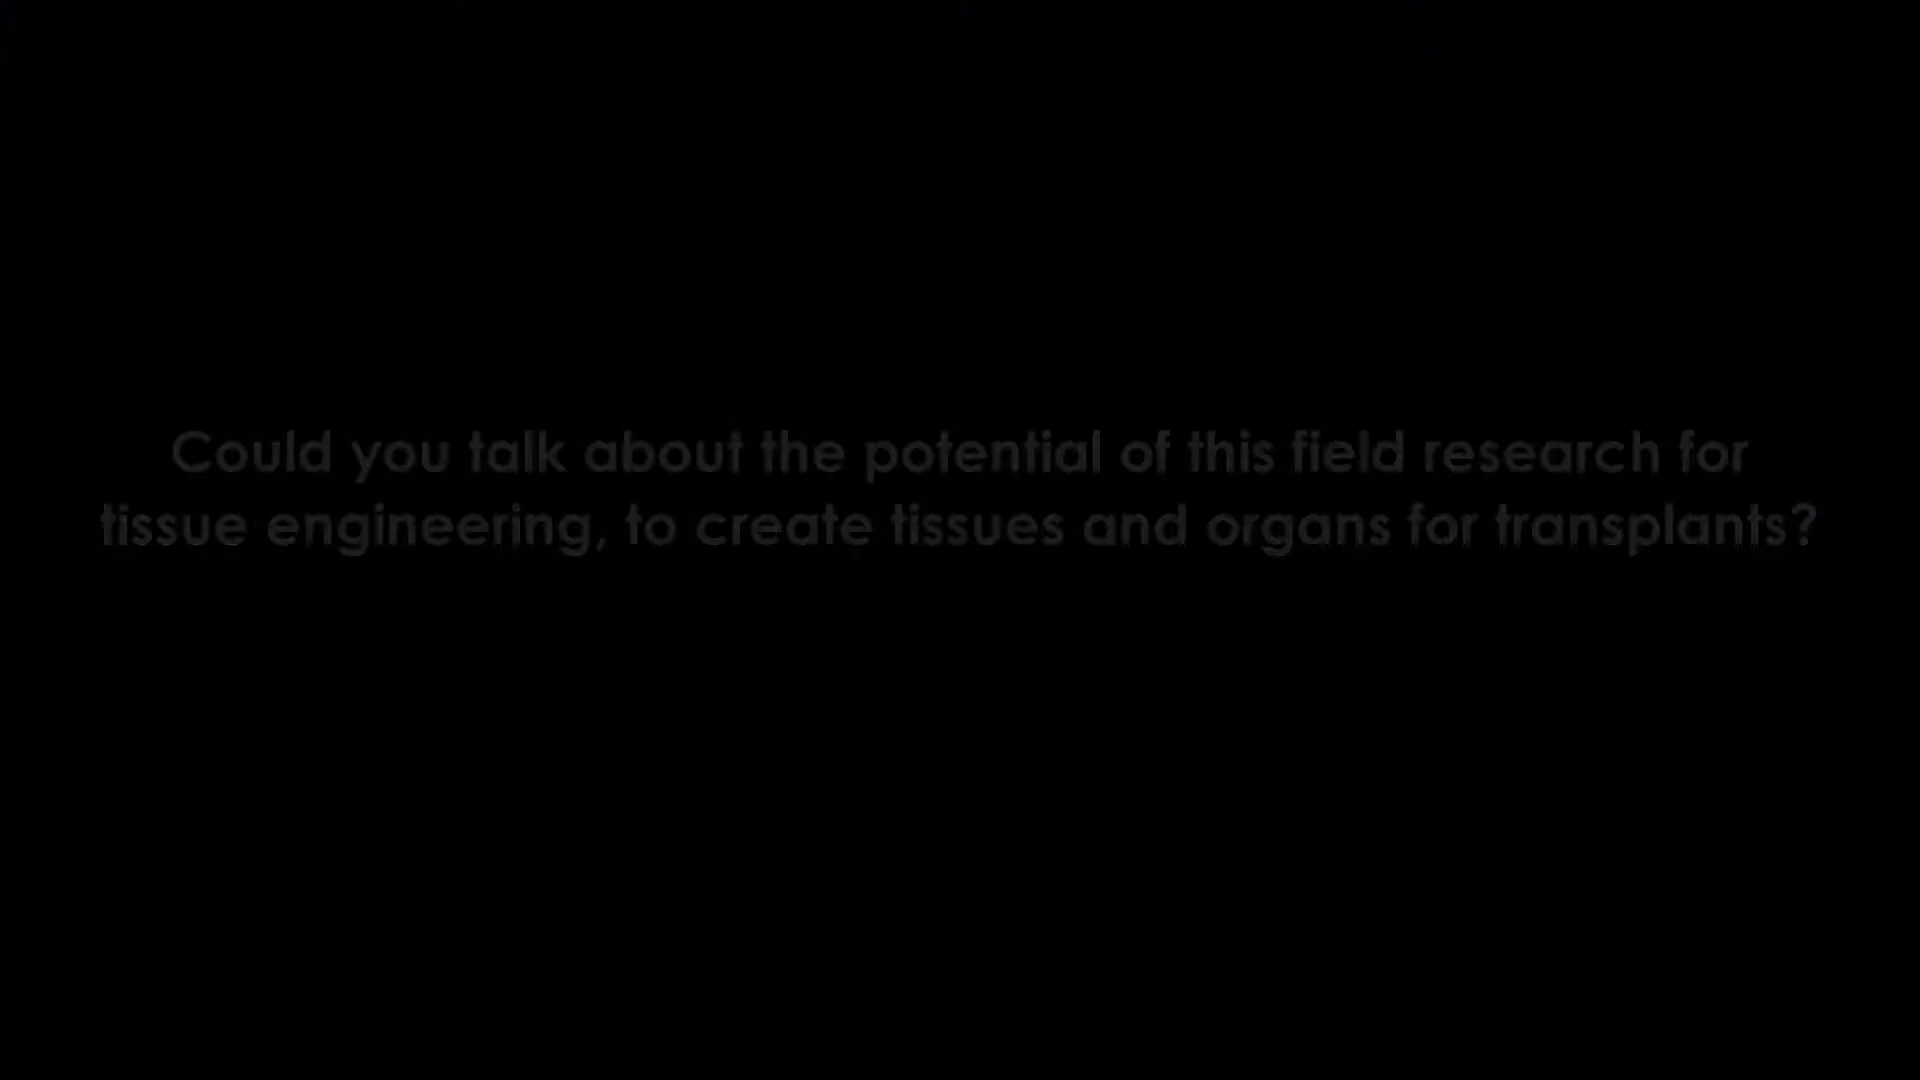 Could you talk about the potential of this field research for
tissue engineering, to create tissues and organs for transplants?